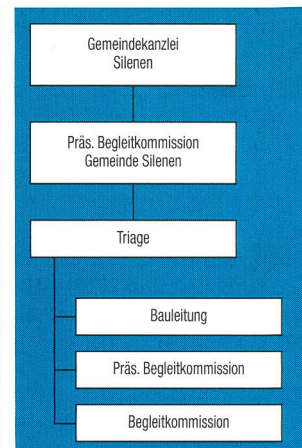 Gemeindekanzlei
Silenen
Präs. Begleitkommission
Gemeinde Silenen
Triage
Bauleitung
Präs. Begleitkommission
Begleitkommission